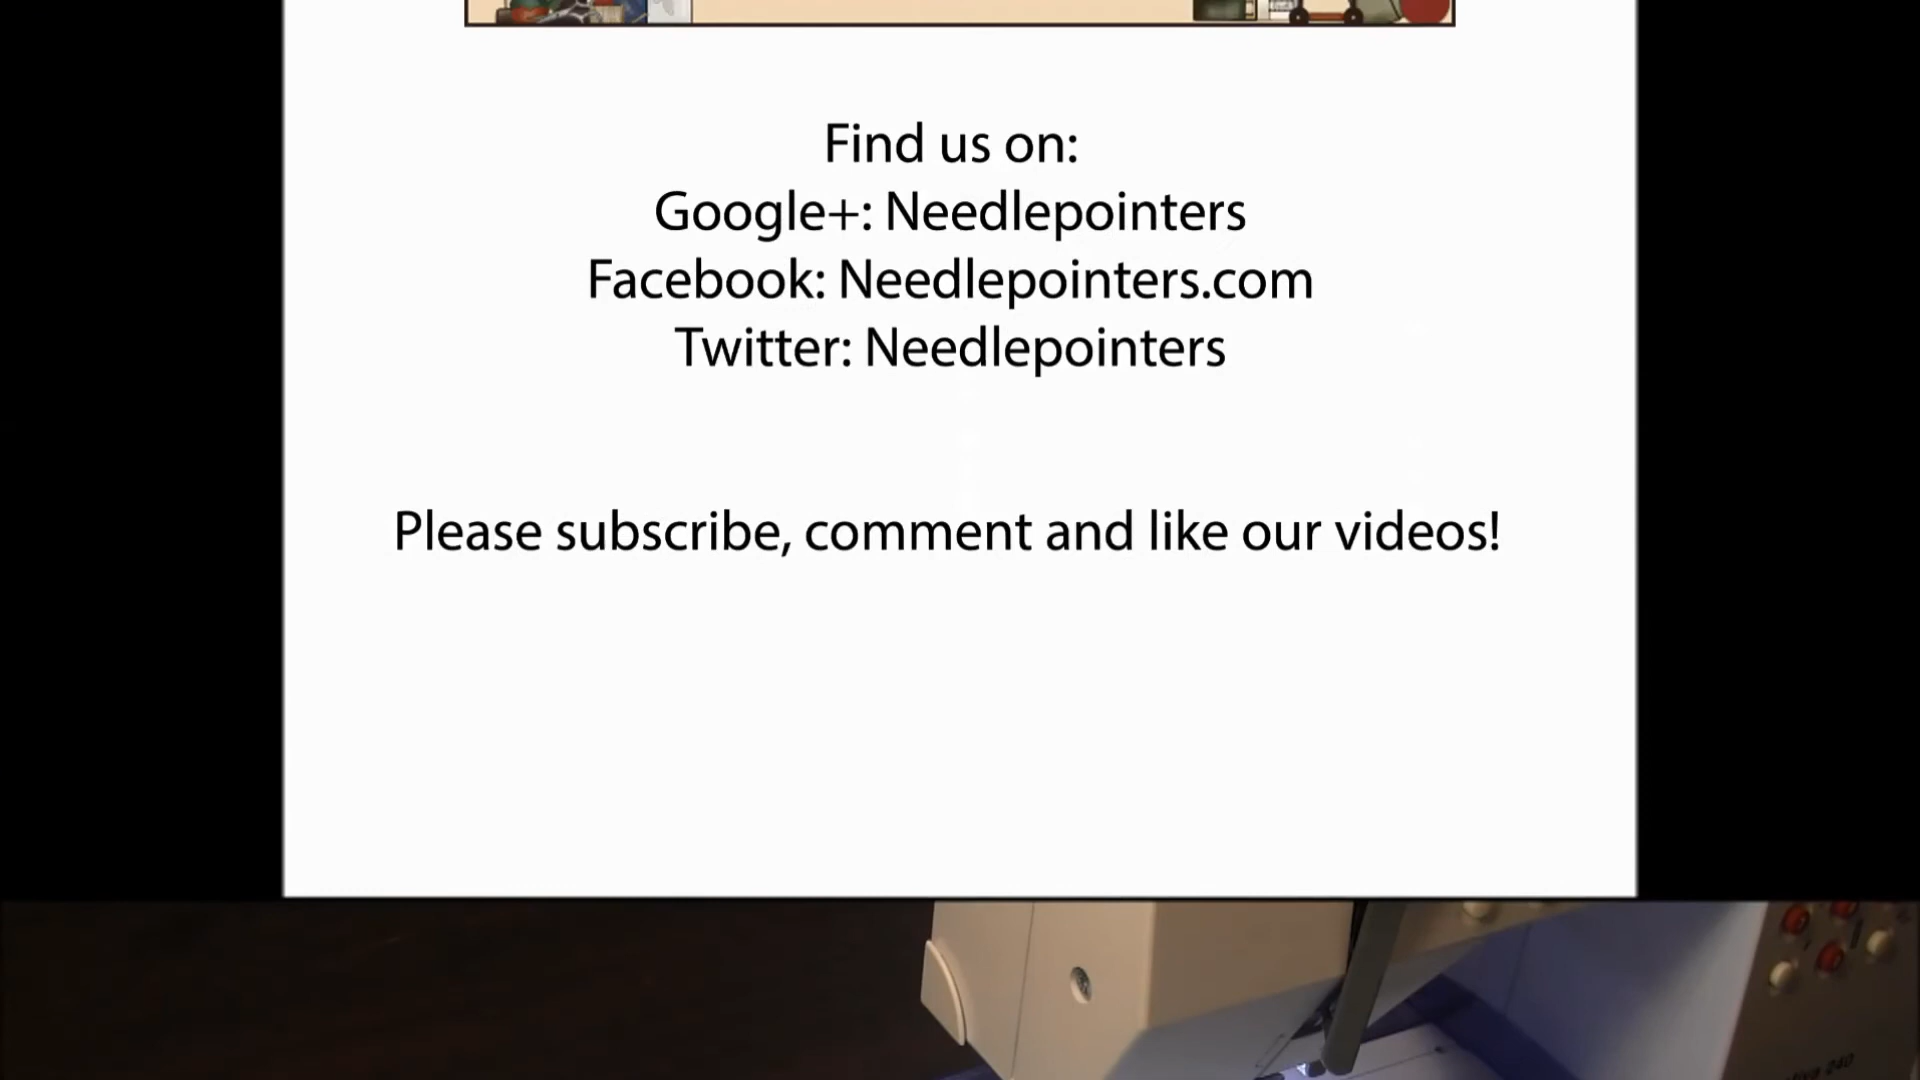 Find us on:
Google+: Needlepointers
Facebook: Needlepointers.com
Twitter: Needlepointers
Please subscribe, comment and like our videos!